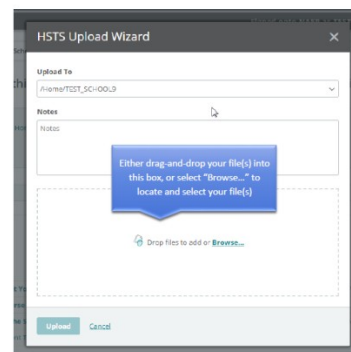 HSTS Upload Wizard
Upload To
/Home/TEST_SCHOOL9
Notes
Notes
Either drag-and-drop your file(s) into
this box, or select “Browse...” to
locate and select your file(s)
Drop files to add or Browse...
Upload Cancel